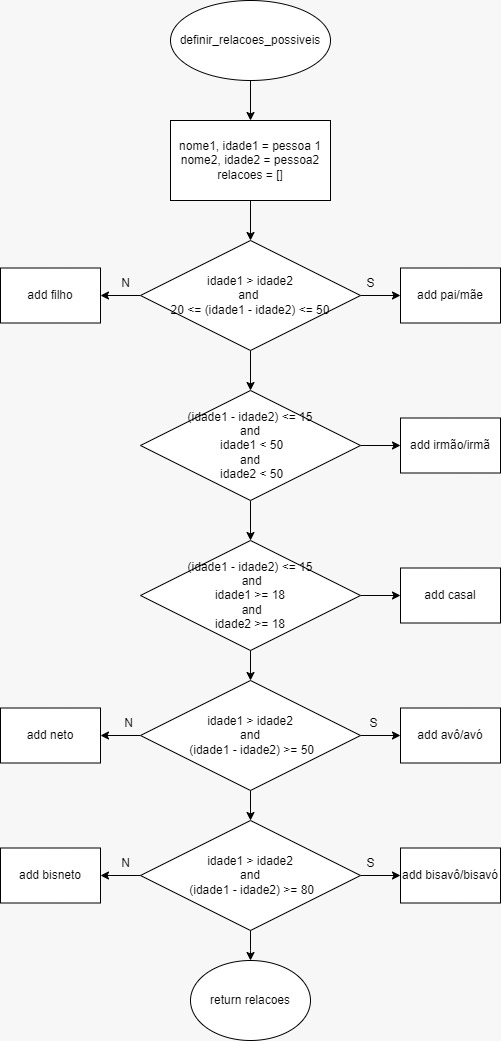 definir_relacoes_possiveis
nome1, idade1 = pessoa 1
nome2, idade2 = pessoa2
relacoes = []
idade1 > idade2
and
20 <= (idade1 - idade2) <= 50
N
S
add filho
add pai/mãe
(idade1 - idade2) <= 15
and
idade1 < 50
and
idade2 < 50
add irmão/irmã
(idade1 - idade2) <= 15
and
idade1 >= 18
and
idade2 >= 18
add casal
idade1 > idade2
and
(idade1 - idade2) >= 50
N
S
add neto
add avô/avó
idade1 > idade2
and
(idade1 - idade2) >= 80
N
S
add bisneto
add bisavô/bisavó
return relacoes